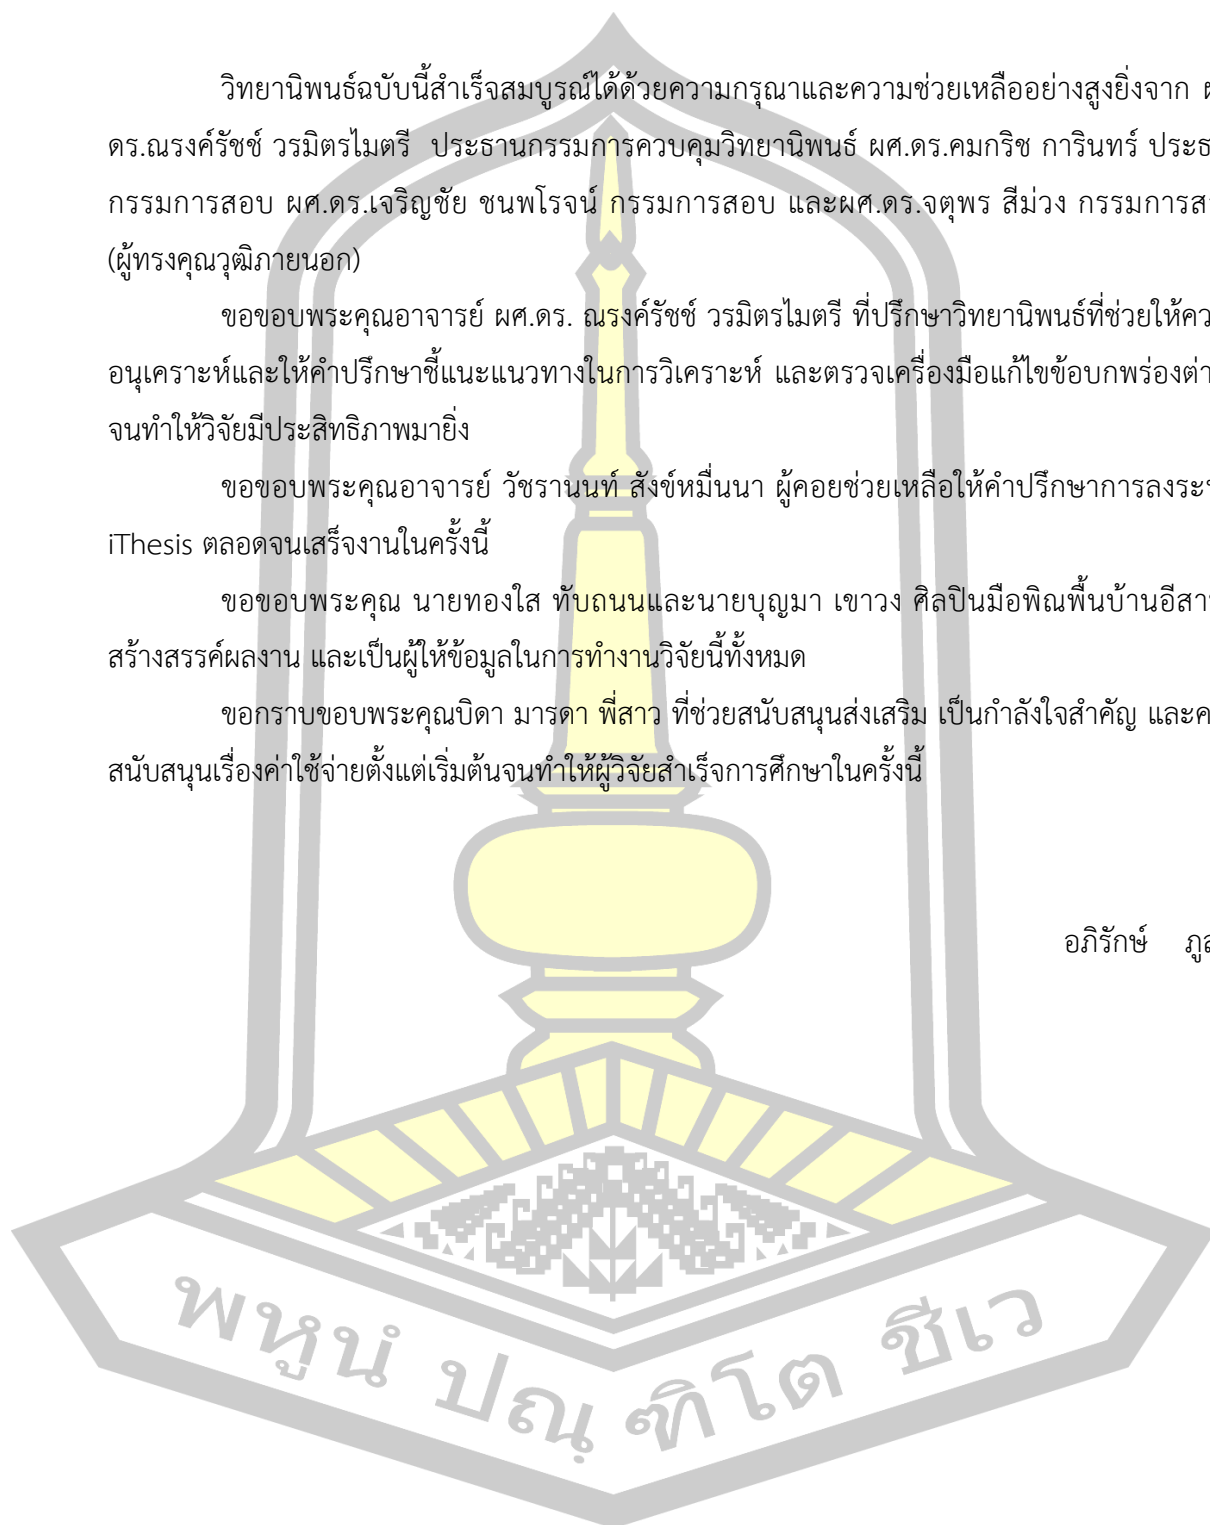 วิทยานิพนธ์ฉบับนี้สำเร็จสมบูรณ์ได้ด้วยความกรุณาและความช่วยเหลืออย่างสูงยิ่งจาก
ดร.ณรงค์รัชช์ วรมิตรไมตรี ประธานกรรมการควบคุมวิทยานิพนธ์ ผศ.ดร.คมกริช การินทร์
กรรมการสอบ ผศ.ดร.เจริญชัย ชนพโรจน์ กรรมการสอบ และผศ.ดร.จตุพร สีม่วง
(ผู้ทรงคุณวุฒิภายนอก)
ขอขอบพระคุณอาจารย์ ผศ.ดร. ณรงค์รัชช์ วรมิตรไมตรี ที่ปรึกษาวิทยานิพนธ์ที่ช่วยให้
อนุเคราะห์และให้คำปรึกษาชี้แนะแนวทางในการวิเคราะห์ และตรวจเครื่องมือแก้ไขข้อบกพร่อง
จนทำให้วิจัยมีประสิทธิภาพมายิ่ง
ขอขอบพระคุณอาจารย์ วัชรานนท์ สังข์หมื่นนา ผู้คอยช่วยเหลือให้คำปรึกษาการลง
iThesis ตลอดจนเสร็จงานในครั้งนี้
ขอขอบพระคุณ นายทองใส ทับถนนและนายบุญมา เขาวง ศิลปินมือพิณพื้นบ้าน
สร้างสรรค์ผลงาน และเป็นผู้ให้ข้อมูลในการทำงานวิจัยนี้ทั้งหมด
ขอกราบขอบพระคุณบิดา มารดา พี่สาว ที่ช่วยสนับสนุนส่งเสริม เป็นกำลังใจสำคัญ และ
สนับสนุนเรื่องค่าใช้จ่ายตั้งแต่เริ่มต้นจนทำให้ผู้วิจัยสำเร็จการศึกษาในครั้งนี้
อภิรักษ์
พหูนํ ปณฺฑิโต ชีเว